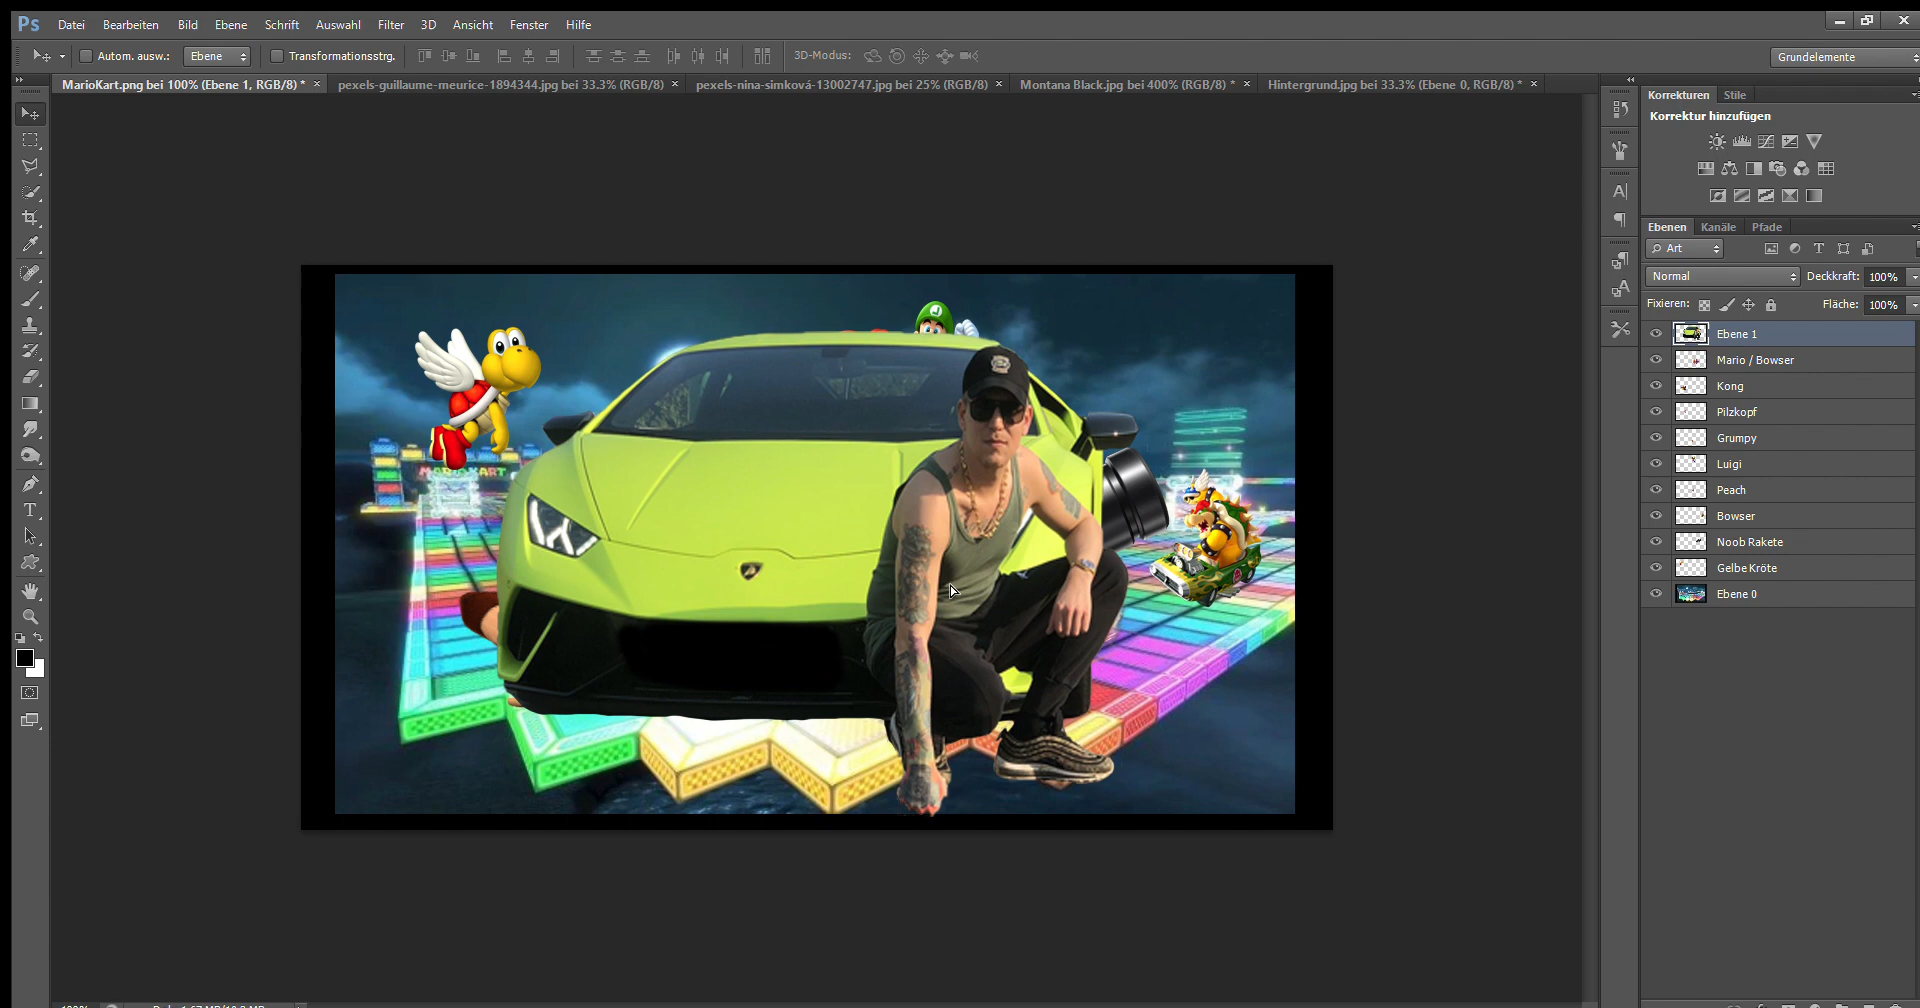 Ps Datei Bearbeiten Bild Ebene Schrift Auswahl Filter 3D Ansicht Fenster Hilfe
Autom. ausw.: Ebene Transformationsstrg. 3D-Modus: Grundelemente
MarioKart.png bei 100% (Ebene 1, RGB/8) * × pexels-guillaume-meurice-1894344.jpg bei 33.3% (RGB/8) × pexels-nina-simková-13002747.jpg bei 25% (RGB/8) × Montana Black.jpg bei 400% (RGB/8) * × Hintergrund.jpg bei 33.3% (Ebene 0, RGB/8) * ×
Korrekturen Stile
Korrektur hinzufügen
Ebenen Kanäle Pfade
Art
Normal Deckkraft: 100%
Fixieren: Fläche: 100%
Ebene 1
Mario / Bowser
Kong
Pilzkopf
Grumpy
Luigi
Peach
Bowser
Noob Rakete
Gelbe Kröte
Ebene 0
MARIOKART